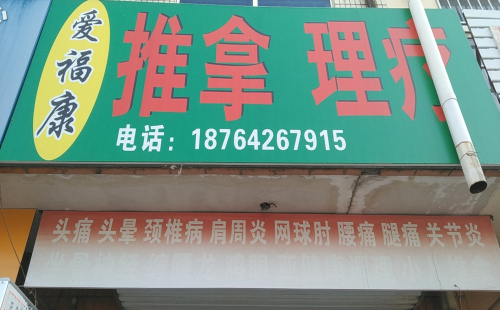 爱福康
推拿 理疗
电话：18764267915
头痛 头晕 颈椎病 肩周炎 网球肘 腰痛 腿痛 关节炎